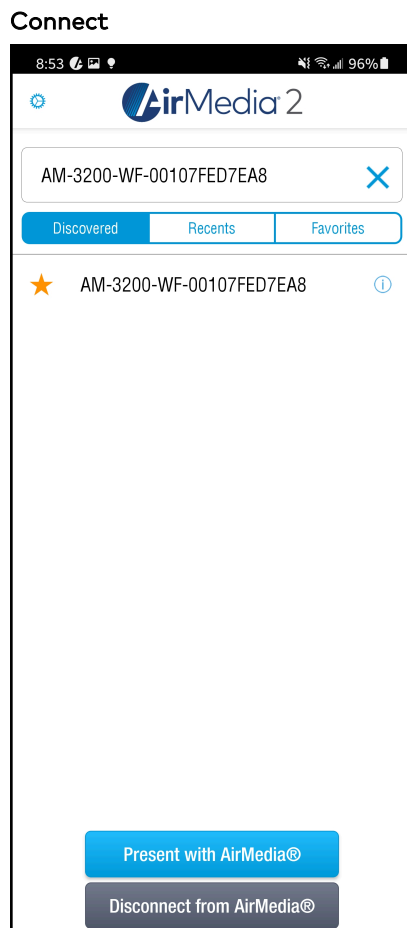 Connect
8:53 96%
AirMedia 2
AM-3200-WF-00107FED7EA8
Discovered Recents Favorites
AM-3200-WF-00107FED7EA8
Present with AirMedia®
Disconnect from AirMedia®